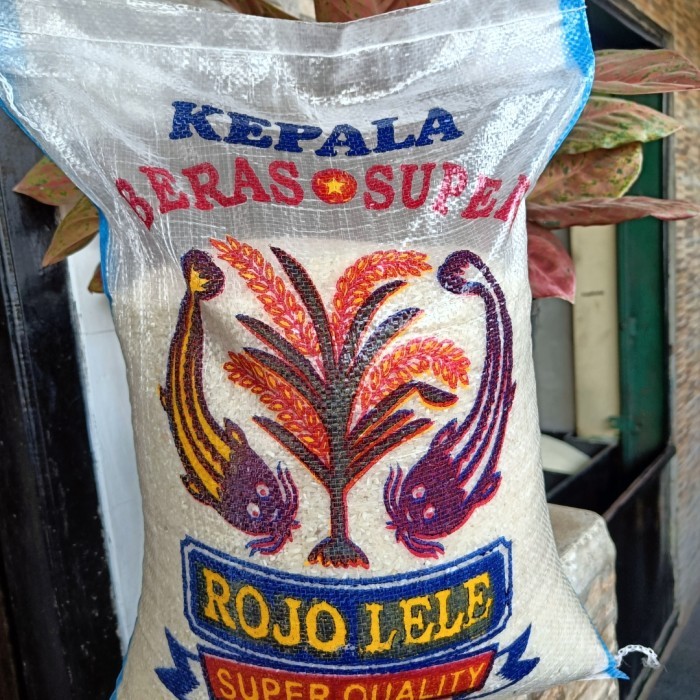 KEPALA
BERAS SUPER
ROJO LELE
SUPER QUALITY